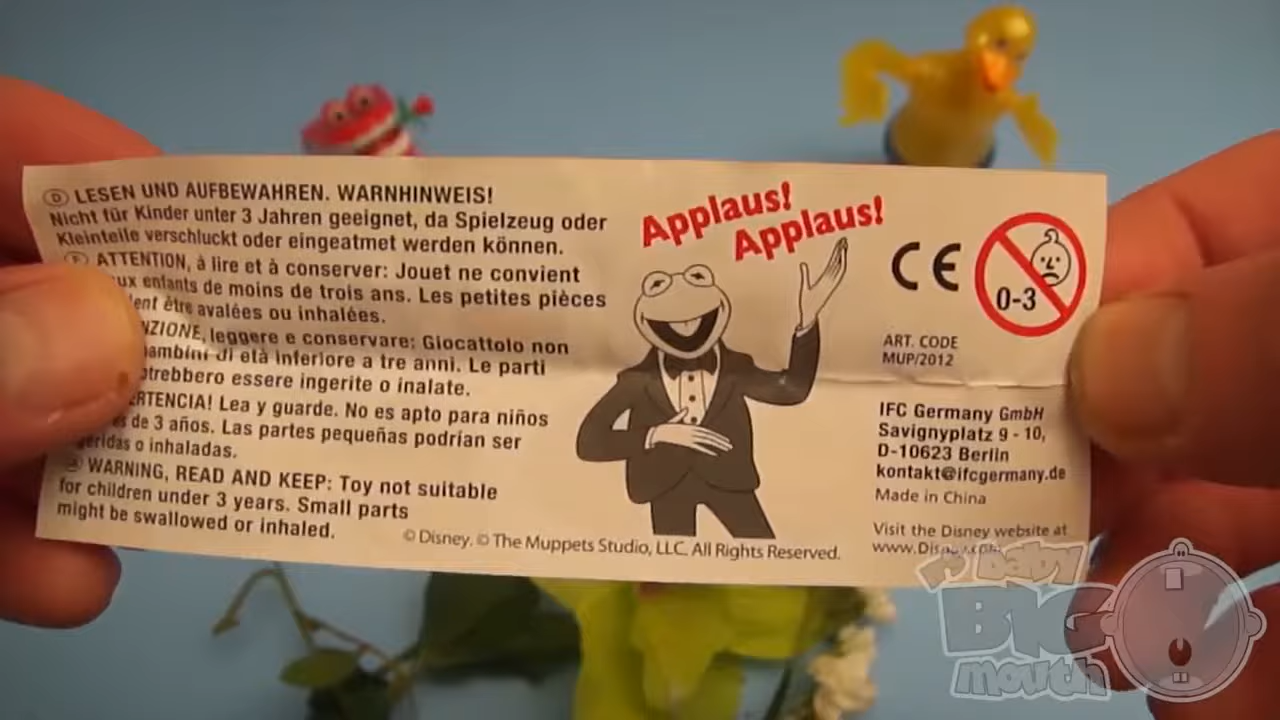 D LESEN UND AUFBEWAHREN. WARNHINWEIS!
Nicht für Kinder unter 3 Jahren geeignet, da Spielzeug oder
Kleinteile verschluckt oder eingeatmet werden können.
F ATTENTION, à lire et à conserver: Jouet ne convient
enfants de moins de trois ans. Les petites pièces
être avalées ou inhalées.
leggere e conservare: Giocattolo non
di età inferiore a tre anni. Le parti
essere ingerite o inalate.
Lea y guarde. No es apto para niños
de 3 años. Las partes pequeñas podrían ser
o inhaladas.
WARNING, READ AND KEEP: Toy not suitable
for children under 3 years. Small parts
might be swallowed or inhaled.
© Disney. © The Muppets Studio, LLC. All Rights Reserved.
Applaus!
Applaus!
CE
0-3
ART. CODE
MUP/2012
IFC Germany GmbH
Savignyplatz 9 - 10,
D-10623 Berlin
kontakt@ifcgermany.de
Made in China
Visit the Disney website at
baby
BIG
mouth